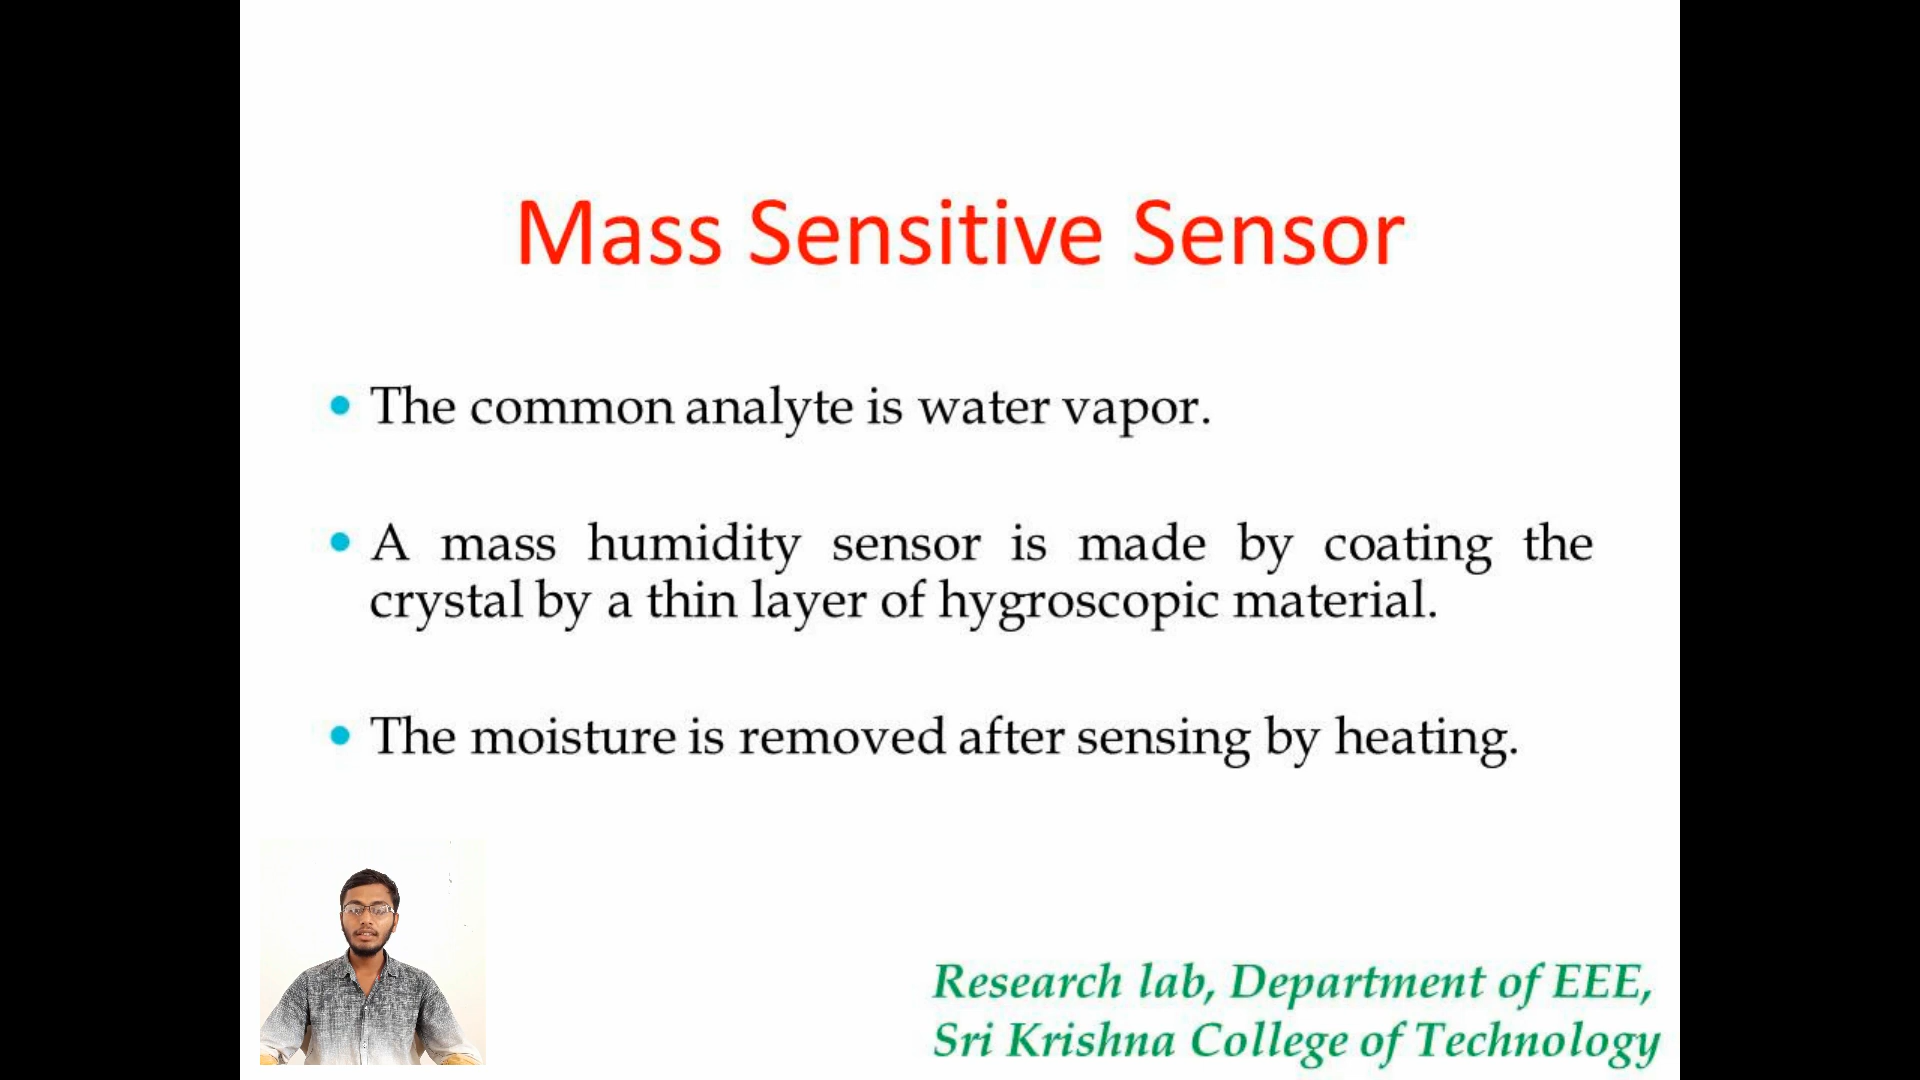 Mass Sensitive Sensor
• The common analyte is water vapor.
• A mass humidity sensor is made by coating the
crystal by a thin layer of hygroscopic material.
• The moisture is removed after sensing by heating.
Research lab, Department of EEE,
Sri Krishna College of Technology